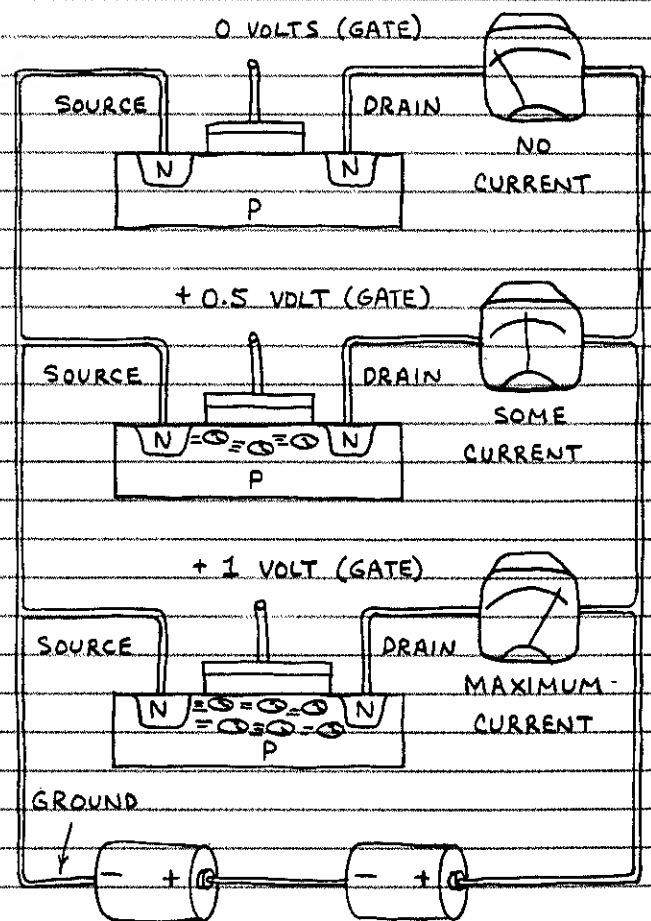 0 VOLTS (GATE)
SOURCE
DRAIN
N
N
P
NO
CURRENT
+ 0.5 VOLT (GATE)
SOURCE
DRAIN
N
N
P
SOME
CURRENT
+ 1 VOLT (GATE)
SOURCE
DRAIN
N
N
P
MAXIMUM
CURRENT
GROUND
- +
- +